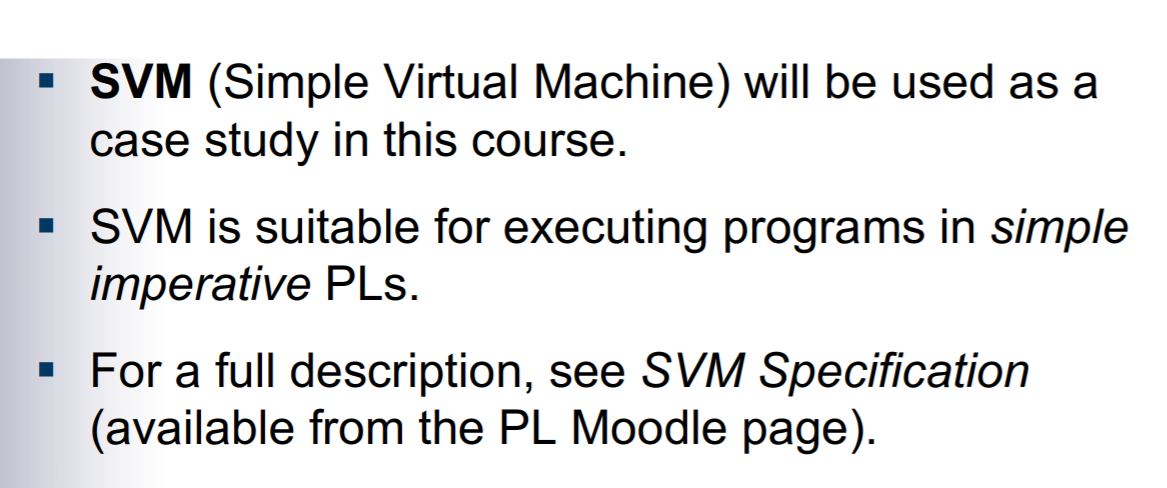 ▪ SVM (Simple Virtual Machine) will be used as a
case study in this course.
▪ SVM is suitable for executing programs in simple
imperative PLs.
▪ For a full description, see SVM Specification
(available from the PL Moodle page).